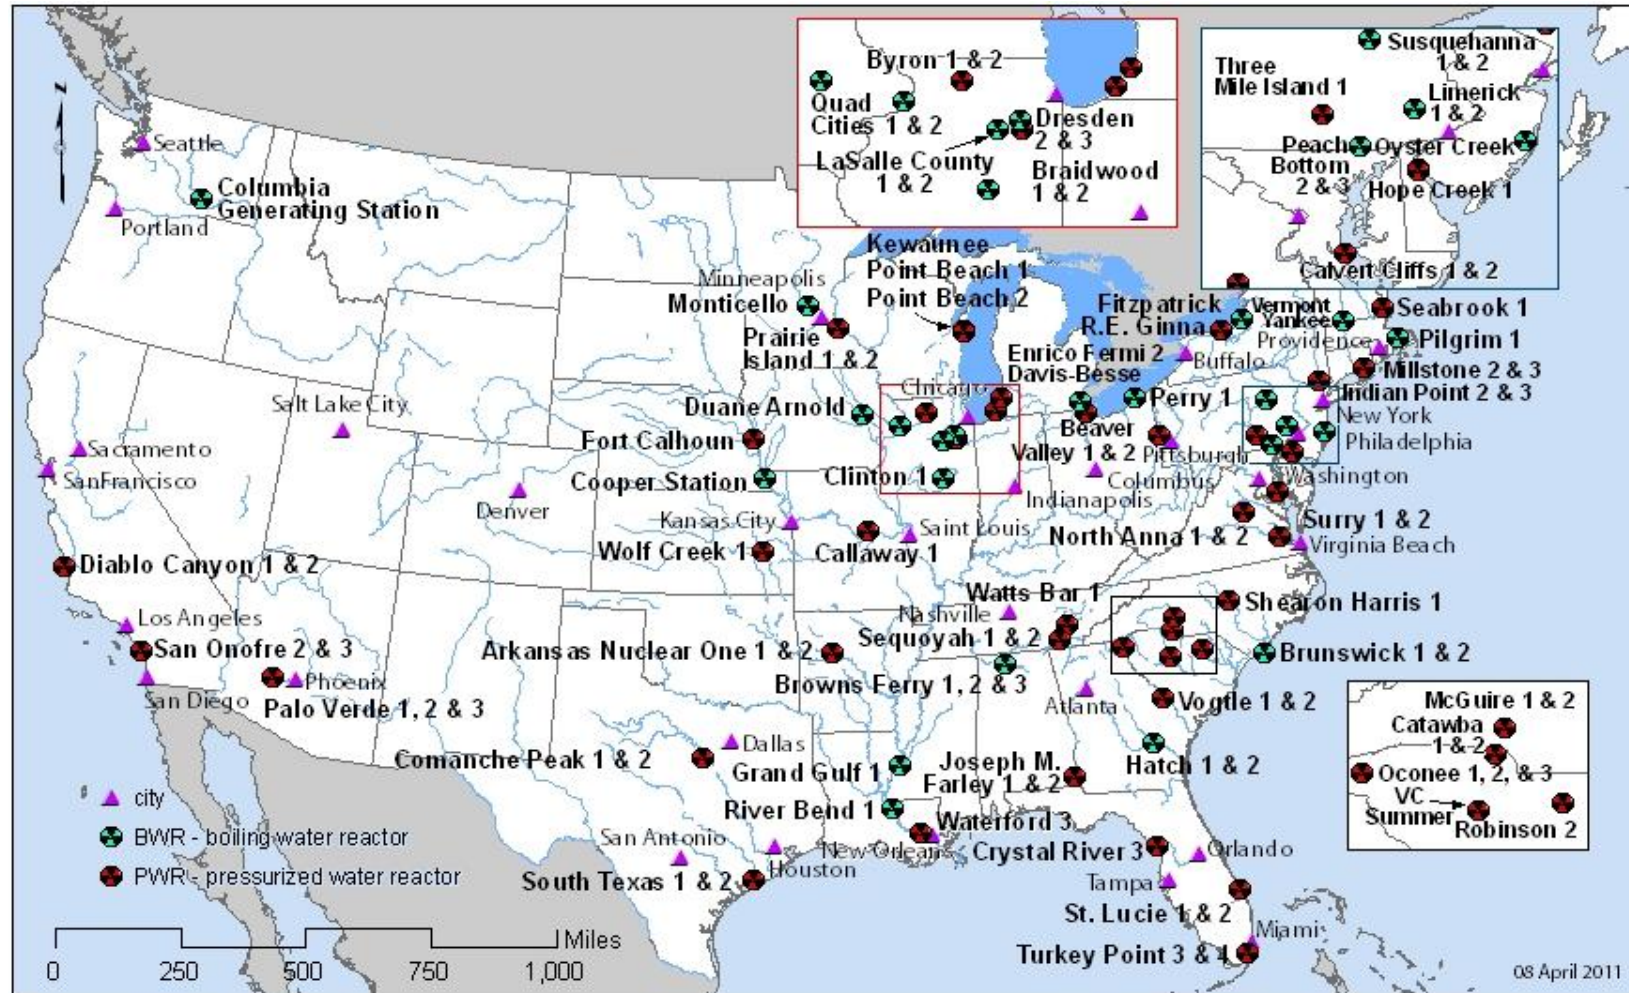 Byron 1 & 2
Quad
Cities 1 & 2
Dresden
2 & 3
LaSalle County
1 & 2
Braidwood
1 & 2
Susquehanna
1 & 2
Three
Mile Island 1
Limerick
1 & 2
Peach
Bottom
2 & 3
Oyster Creek
Hope Creek 1
Calvert Cliffs 1 & 2
z
Seattle
Columbia
Generating Station
Portland
Kewaunee
Point Beach 1
Point Beach 2
Minneapolis
Monticello
Prairie
Island 1 & 2
Fitzpatrick
R.E. Ginna
Vermont
Yankee
Seabrook 1
Providence
Pilgrim 1
Buffalo
Millstone 2 & 3
Enrico Fermi 2
Davis-Besse
Chicago
Indian Point 2 & 3
Perry 1
New York
Salt Lake City
Duane Arnold
Sacramento
Fort Calhoun
Beaver
Valley 1 & 2
Pittsburgh
Philadelphia
SanFrancisco
Denver
Cooper Station
Clinton 1
Indianapolis
Columbus
Washington
Kansas City
Saint Louis
Surry 1 & 2
North Anna 1 & 2
Virginia Beach
Wolf Creek 1
Callaway 1
Diablo Canyon 1 & 2
Watts Bar 1
Nashville
Shearon Harris 1
Los Angeles
San Onofre 2 & 3
Arkansas Nuclear One 1 & 2
Sequoyah 1 & 2
Brunswick 1 & 2
Phoenix
San Diego
Palo Verde 1, 2 & 3
Browns Ferry 1, 2 & 3
Atlanta
Vogtle 1 & 2
McGuire 1 & 2
Catawba
1 & 2
Oconee 1, 2, & 3
VC
Summer
Robinson 2
Dallas
Comanche Peak 1 & 2
Grand Gulf 1
Joseph M.
Farley 1 & 2
Hatch 1 & 2
River Bend 1
Waterford 3
New Orleans
Crystal River 3
Orlando
San Antonio
Houston
South Texas 1 & 2
Tampa
St. Lucie 1 & 2
Miami
Turkey Point 3 & 4
city
BWR - boiling water reactor
PWR - pressurized water reactor
Miles
0 250 500 750 1,000
08 April 2011